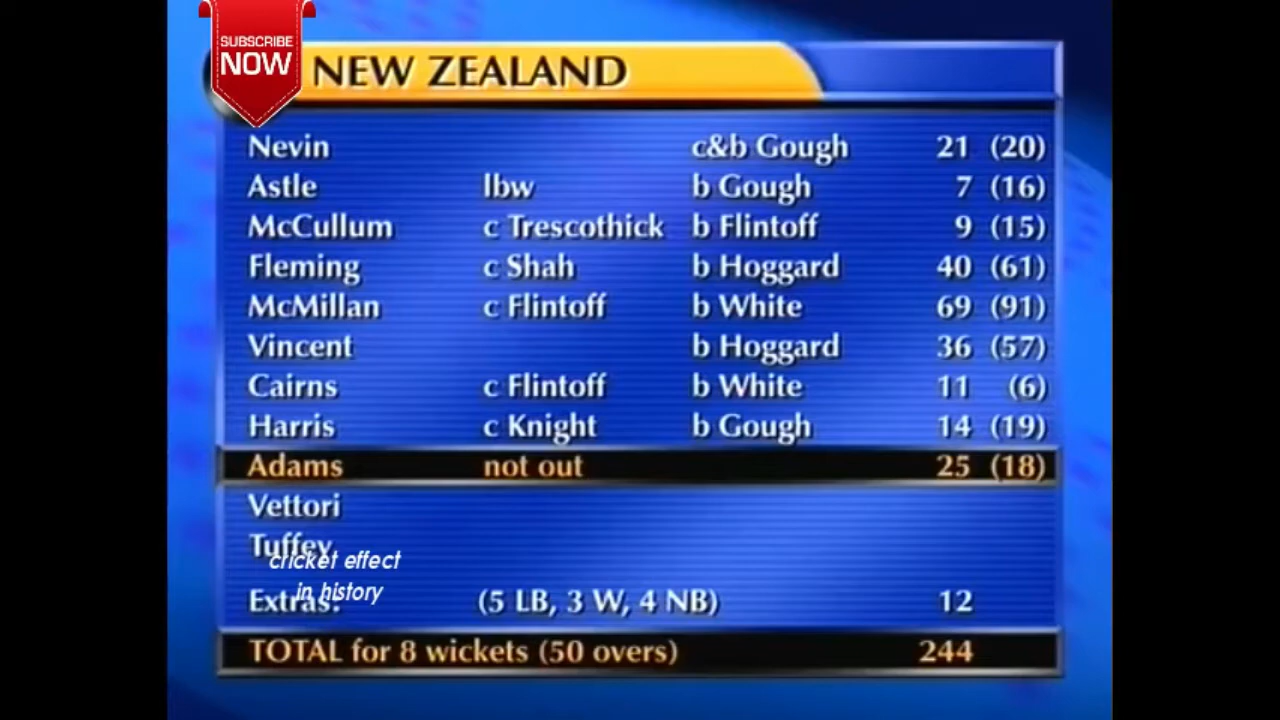 SUBSCRIBE
NOW
NEW ZEALAND
Nevin c&b Gough 21 (20)
Astle lbw b Gough 7 (16)
McCullum c Trescothick b Flintoff 9 (15)
Fleming c Shah b Hoggard 40 (61)
McMillan c Flintoff b White 69 (91)
Vincent b Hoggard 36 (57)
Cairns c Flintoff b White 11 (6)
Harris c Knight b Gough 14 (19)
Adams not out 25 (18)
Vettori
Tuffey
cricket effect
in history
Extras: (5 LB, 3 W, 4 NB) 12
TOTAL for 8 wickets (50 overs) 244